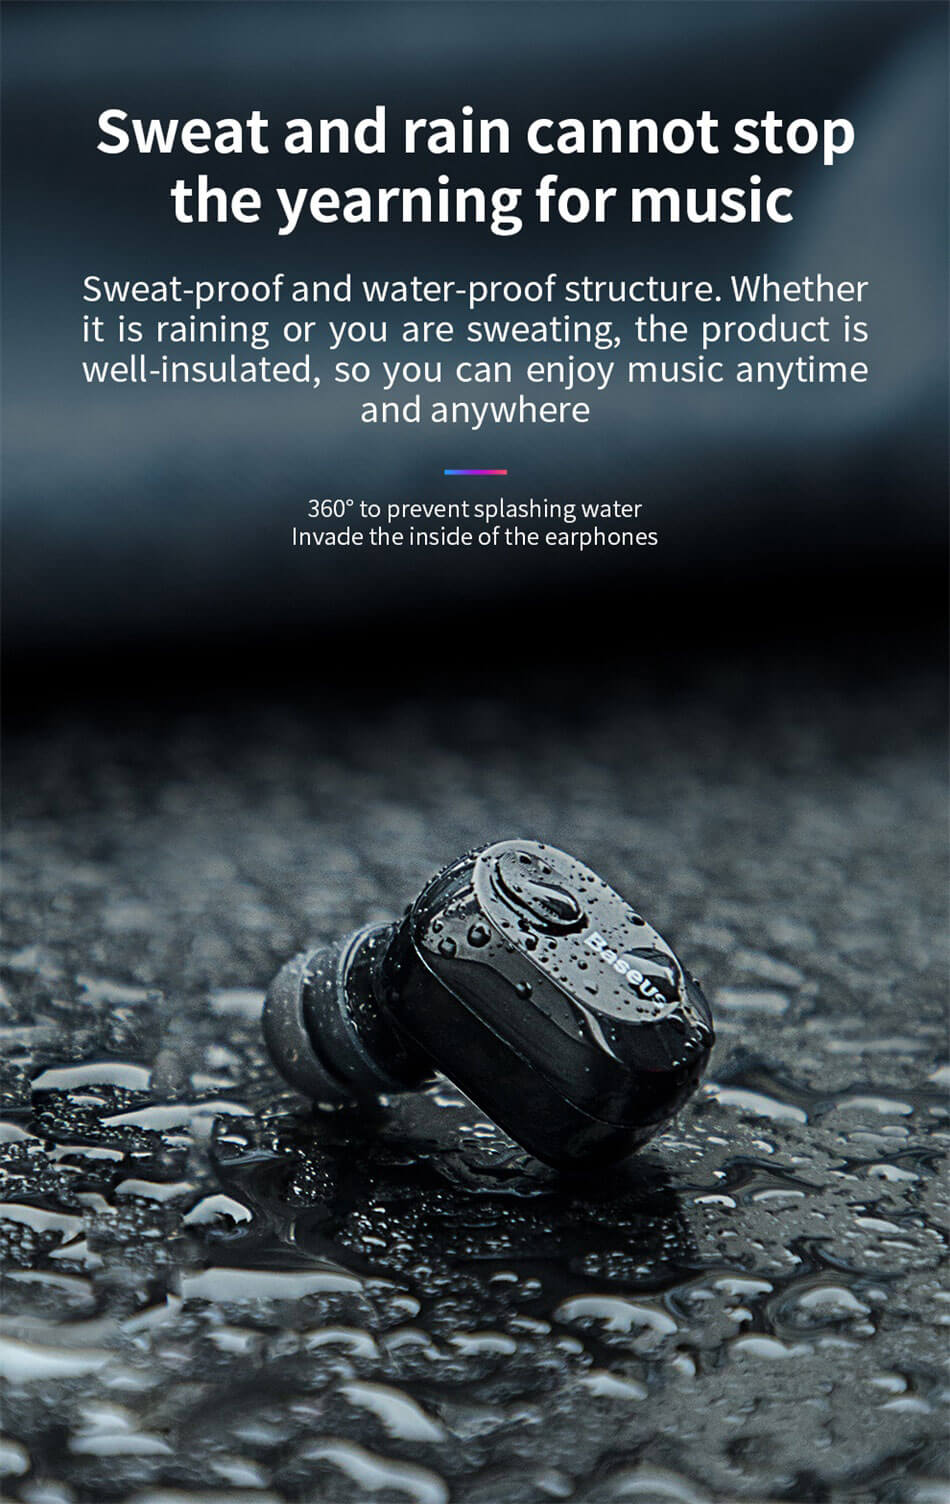 Sweat and rain cannot stop
the yearning for music
Sweat-proof and water-proof structure. Whether
it is raining or you are sweating, the product is
well-insulated, so you can enjoy music anytime
and anywhere
360° to prevent splashing water
Invade the inside of the earphones
Baseus